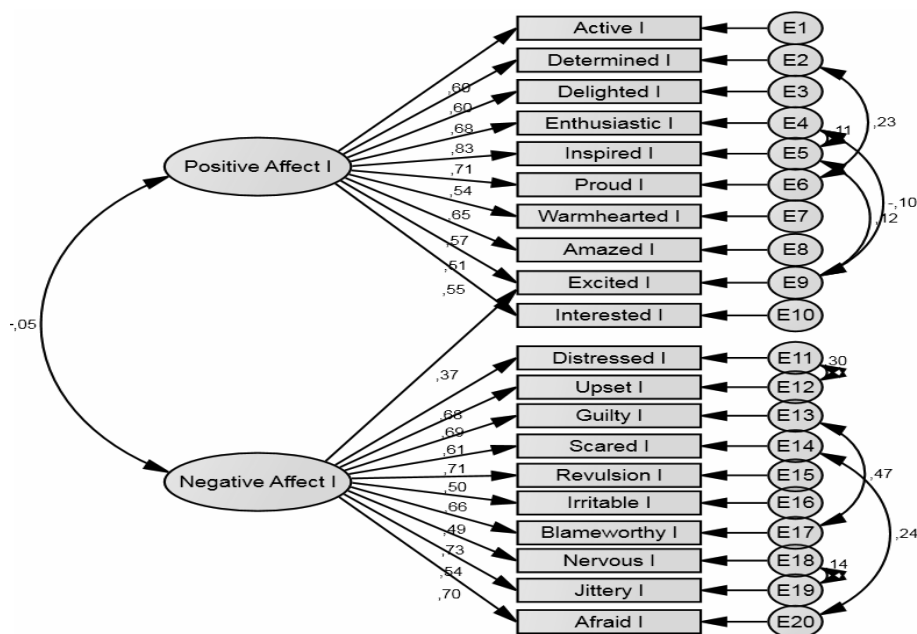 Active I
E1
Determined I
E2
,60
Delighted I
E3
,60
Enthusiastic I
E4
,11
,23
,68
Inspired I
E5
,83
Positive Affect I
Proud I
E6
,71
,54
Warmhearted I
E7
-,10
,12
,65
Amazed I
E8
,57
,51
Excited I
E9
,55
Interested I
E10
-,05
Distressed I
E11
,30
,37
Upset I
E12
,68
Guilty I
E13
,69
Scared I
E14
,61
Negative Affect I
Revulsion I
E15
,71
,47
,50
Irritable I
E16
,66
Blameworthy I
E17
,49
,24
Nervous I
E18
,14
,73
,54
Jittery I
E19
,70
Afraid I
E20